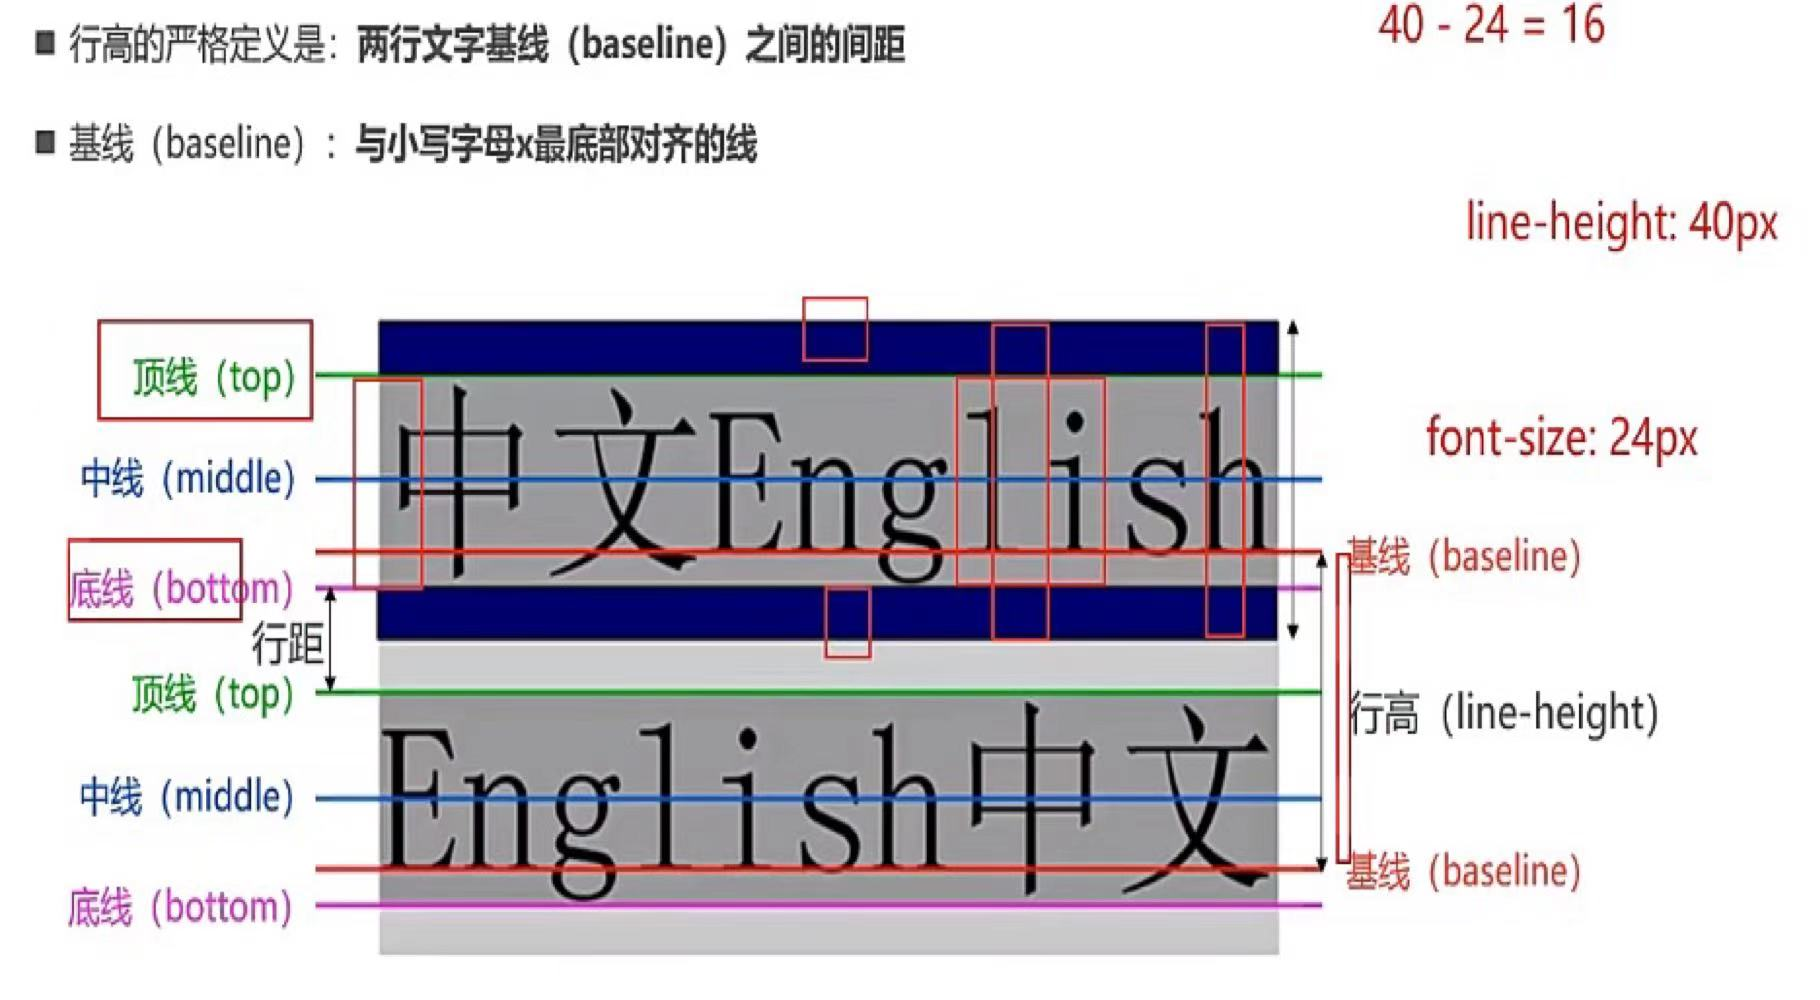 ■ 行高的严格定义是：两行文字基线（baseline）之间的间距
40 - 24 = 16
■ 基线（baseline）：与小写字母x最底部对齐的线
line-height: 40px
顶线（top）
中文English
font-size: 24px
中线（middle）
基线（baseline）
底线（bottom）
行距
顶线（top）
行高（line-height）
English中文
中线（middle）
基线（baseline）
底线（bottom）